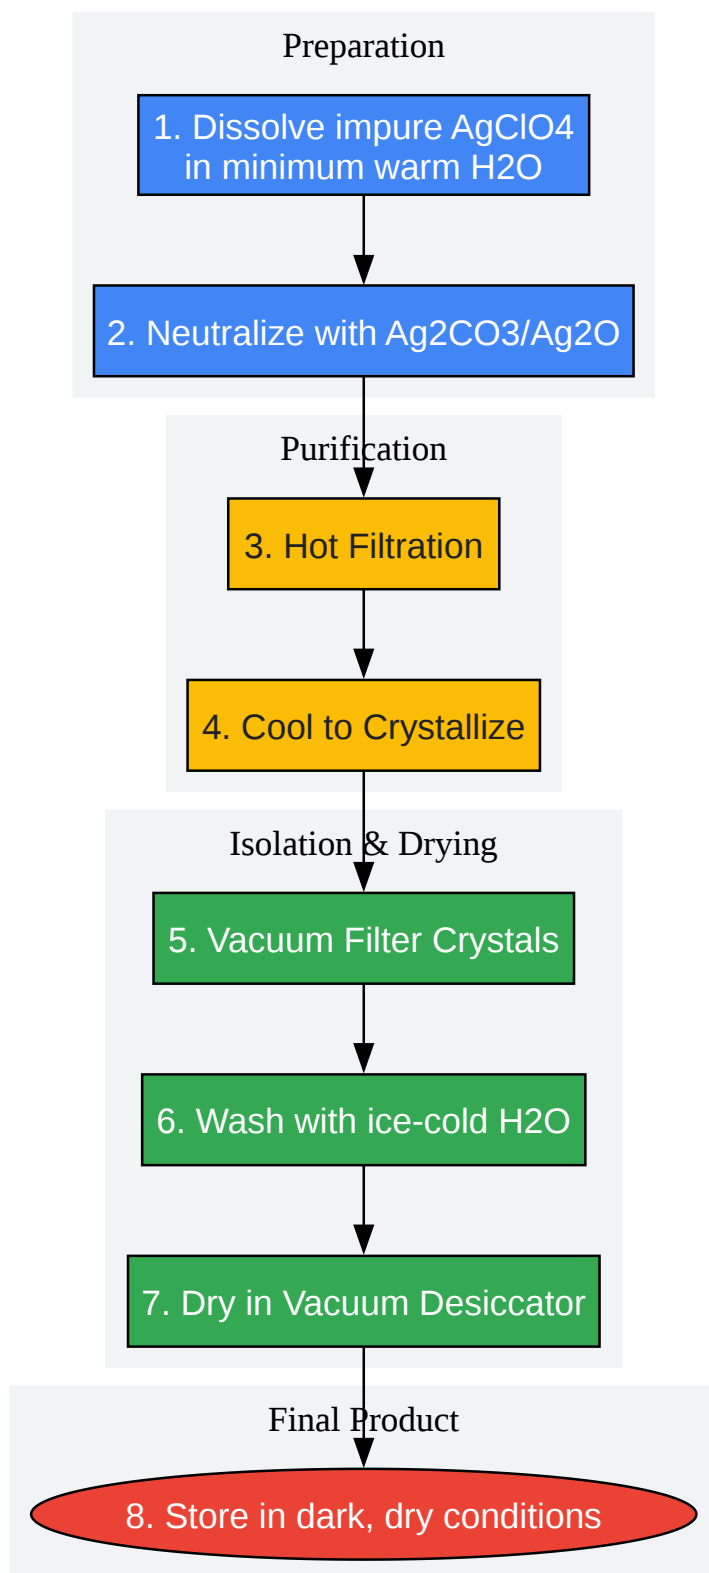 Preparation
1. Dissolve impure AgClO4
in minimum warm H2O
2. Neutralize with Ag2CO3/Ag2O
Purification
3. Hot Filtration
4. Cool to Crystallize
Isolation & Drying
5. Vacuum Filter Crystals
6. Wash with ice-cold H2O
7. Dry in Vacuum Desiccator
Final Product
8. Store in dark, dry conditions